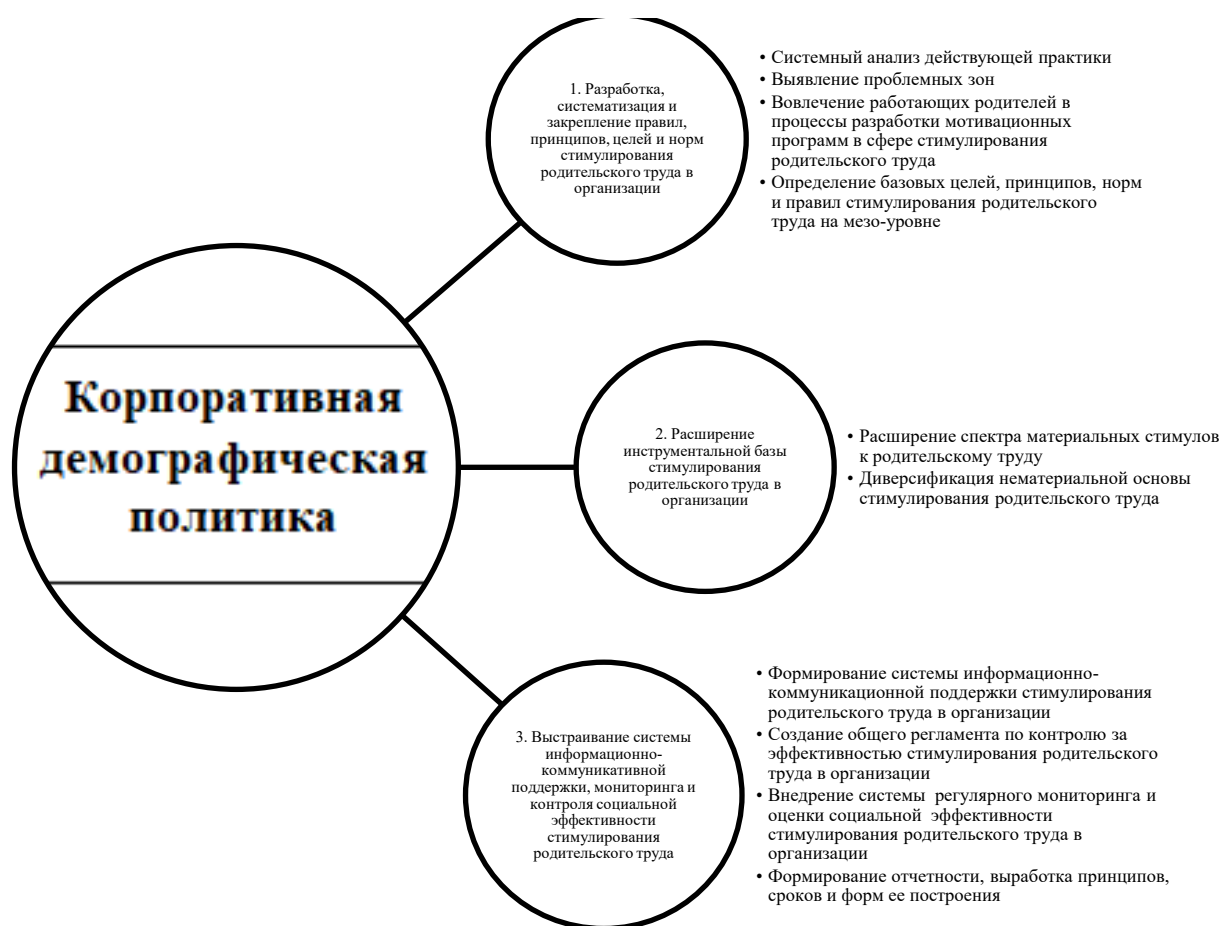 Корпоративная
демографическая
политика
1. Разработка,
систематизация и
закрепление правил,
принципов, целей и норм
стимулирования
родительского труда в
организации
• Системный анализ действующей практики
• Выявление проблемных зон
• Вовлечение работающих родителей в
процессы разработки мотивационных
программ в сфере стимулирования
родительского труда
• Определение базовых целей, принципов, норм
и правил стимулирования родительского
труда на мезо-уровне
2. Расширение
инструментальной базы
стимулирования
родительского труда в
организации
• Расширение спектра материальных стимулов
к родительскому труду
• Диверсификация нематериальной основы
стимулирования родительского труда
3. Выстраивание системы
информационно-
коммуникативной
поддержки, мониторинга и
контроля социальной
эффективности
стимулирования
родительского труда
• Формирование системы информационно-
коммуникационной поддержки стимулирования
родительского труда в организации
• Создание общего регламента по контролю за
эффективностью стимулирования родительского
труда в организации
• Внедрение системы регулярного мониторинга и
оценки социальной эффективности
стимулирования родительского труда в
организации
• Формирование отчетности, выработка принципов,
сроков и форм ее построения